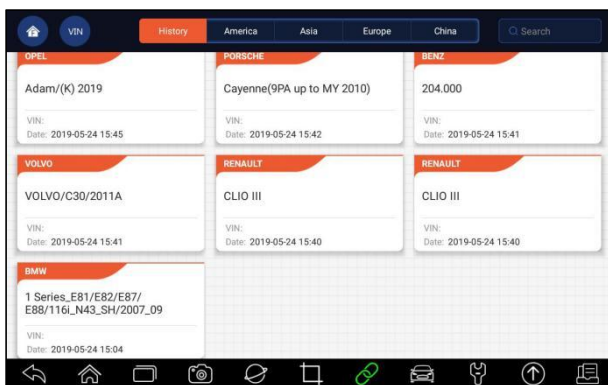 VIN
History
America
Asia
Europe
China
Search
OPEL
PORSCHE
BENZ
Adam/(K) 2019
Cayenne(9PA up to MY 2010)
204.000
VIN:
VIN:
VIN:
Date: 2019-05-24 15:45
Date: 2019-05-24 15:42
Date: 2019-05-24 15:41
VOLVO
RENAULT
RENAULT
VOLVO/C30/2011A
CLIO III
CLIO III
VIN:
VIN:
VIN:
Date: 2019-05-24 15:41
Date: 2019-05-24 15:40
Date: 2019-05-24 15:40
BMW
1 Series_E81/E82/E87/
E88/116i_N43_SH/2007_09
VIN:
Date: 2019-05-24 15:04